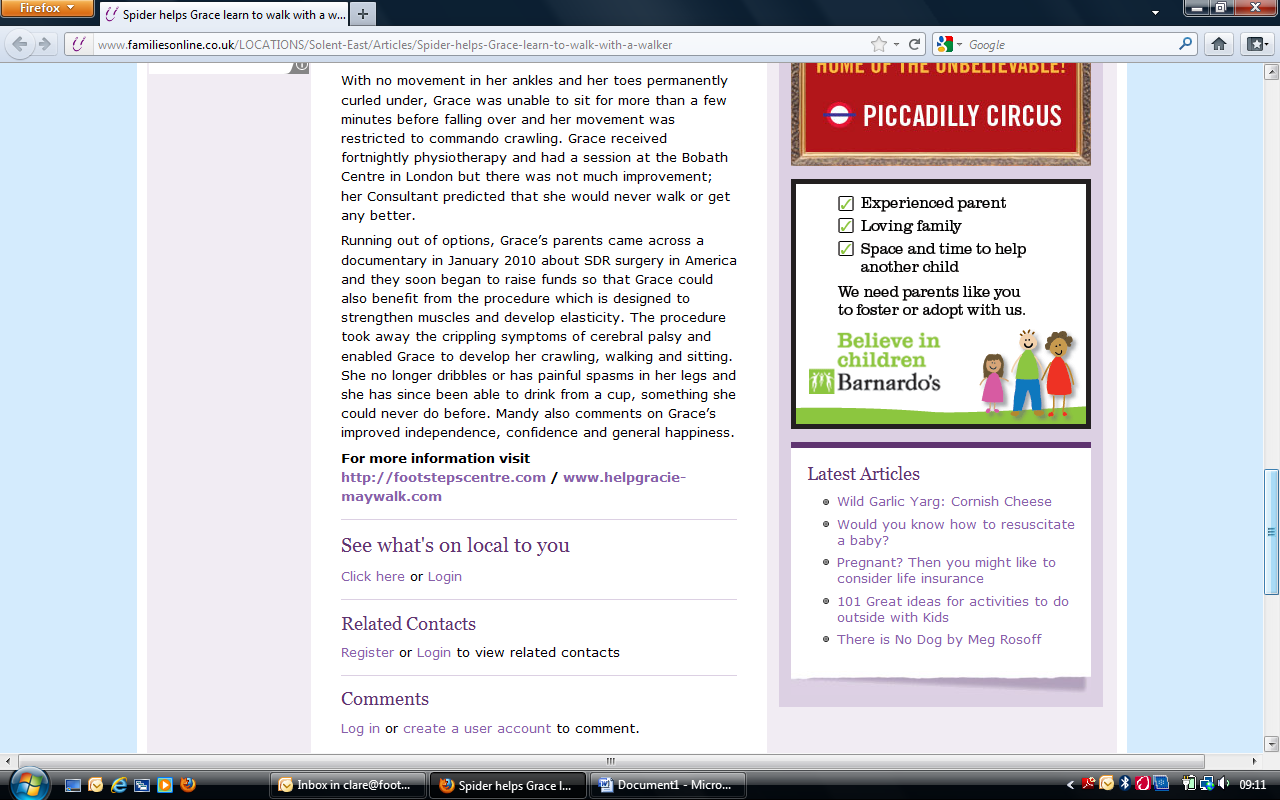 Firefox
Spider helps Grace learn to walk with a w...
www.familiesonline.co.uk/LOCATIONS/Solent-East/Articles/Spider-helps-Grace-learn-to-walk-with-a-walker
Google
With no movement in her ankles and her toes permanently
curled under, Grace was unable to sit for more than a few
minutes before falling over and her movement was
restricted to commando crawling. Grace received
fortnightly physiotherapy and had a session at the Bobath
Centre in London but there was not much improvement;
her Consultant predicted that she would never walk or get
any better.
Running out of options, Grace’s parents came across a
documentary in January 2010 about SDR surgery in America
and they soon began to raise funds so that Grace could
also benefit from the procedure which is designed to
strengthen muscles and develop elasticity. The procedure
took away the crippling symptoms of cerebral palsy and
enabled Grace to develop her crawling, walking and sitting.
She no longer dribbles or has painful spasms in her legs and
she has since been able to drink from a cup, something she
could never do before. Mandy also comments on Grace’s
improved independence, confidence and general happiness.
For more information visit
http://footstepscentre.com / www.helpgracie-
maywalk.com
See what's on local to you
Click here or Login
Related Contacts
Register or Login to view related contacts
Comments
Log in or create a user account to comment.
HOME OF THE UNBELIEVABLE!
PICCADILLY CIRCUS
Experienced parent
Loving family
Space and time to help
another child
We need parents like you
to foster or adopt with us.
Believe in
children
Barnardo's
Latest Articles
Wild Garlic Yarg: Cornish Cheese
Would you know how to resuscitate
a baby?
Pregnant? Then you might like to
consider life insurance
101 Great ideas for activities to do
outside with Kids
There is No Dog by Meg Rosoff
Inbox in clare@foot...
Spider helps Grace l...
Document1 - Micro...
09:11